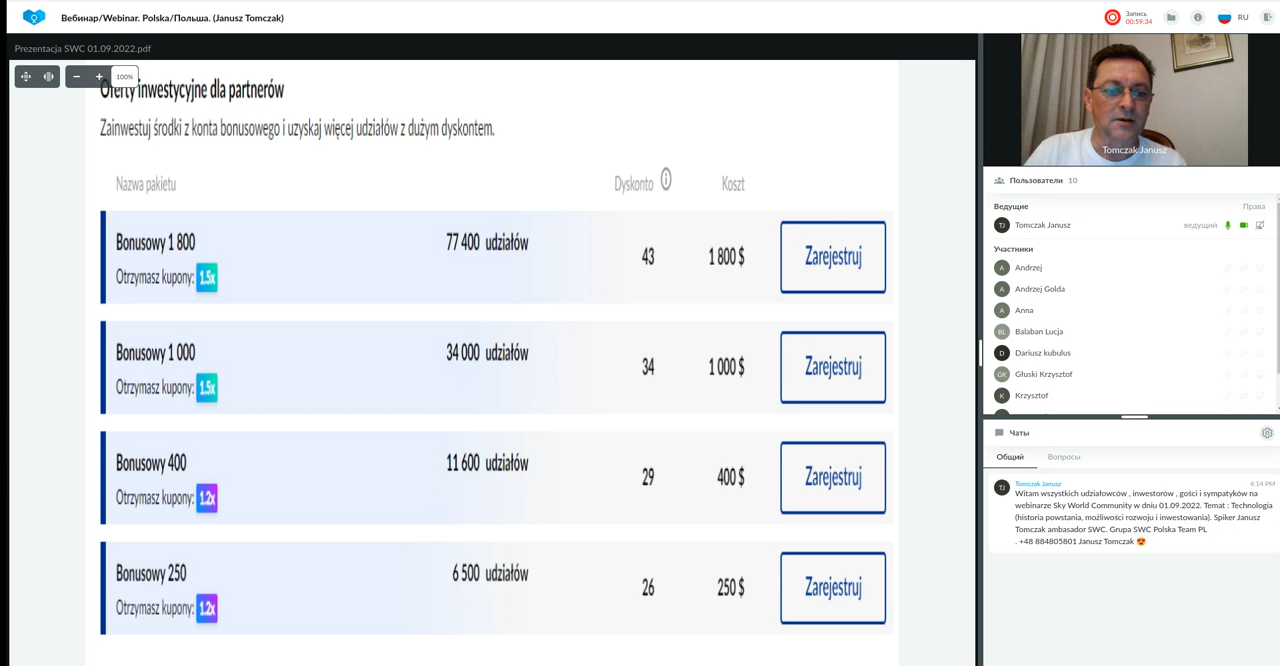 Вебинар/Webinar. Polska/Польша. (Janusz Tomczak)
Запись
00:59:34
RU
Prezentacja SWC 01.09.2022.pdf
100%
Oferty inwestycyjne dla partnerów
Zainwestuj środki z konta bonusowego i uzyskaj więcej udziałów z dużym dyskontem.
Nazwa pakietu
Dyskonto
Koszt
Bonusowy 1 800
77 400 udziałów
43
1 800 $
Zarejestruj
Otrzymasz kupony: 1.5x
Bonusowy 1 000
34 000 udziałów
34
1 000 $
Zarejestruj
Otrzymasz kupony: 1.5x
Bonusowy 400
11 600 udziałów
29
400 $
Zarejestruj
Otrzymasz kupony: 1.2x
Bonusowy 250
6 500 udziałów
26
250 $
Zarejestruj
Otrzymasz kupony: 1.2x
Tomczak Janusz
Пользователи 10
Ведущие
Права
TJ Tomczak Janusz ведущий
Участники
A Andrzej
A Andrzej Golda
A Anna
BL Balaban Lucja
D Dariusz kubulus
GK Głuski Krzysztof
K Krzysztof
Чаты
Общий
Вопросы
TJ
Tomczak Janusz 4:14 PM
Witam wszystkich udziałowców , inwestorów , gości i sympatyków na
webinarze Sky World Community w dniu 01.09.2022. Temat : Technologia
(historia powstania, możliwości rozwoju i inwestowania). Spiker Janusz
Tomczak ambasador SWC. Grupa SWC Polska Team PL
. +48 884805801 Janusz Tomczak 😍